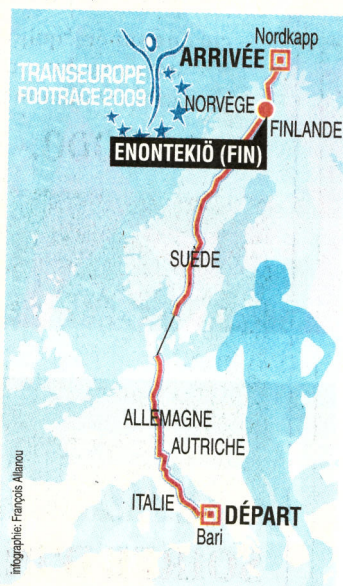 Nordkapp
ARRIVÉE
TRANSEUROPE
FOOTRACE 2009
NORVÈGE
FINLANDE
ENONTEKIÖ (FIN)
SUÈDE
ALLEMAGNE
AUTRICHE
ITALIE
DÉPART
Bari
infographie: François Allanou